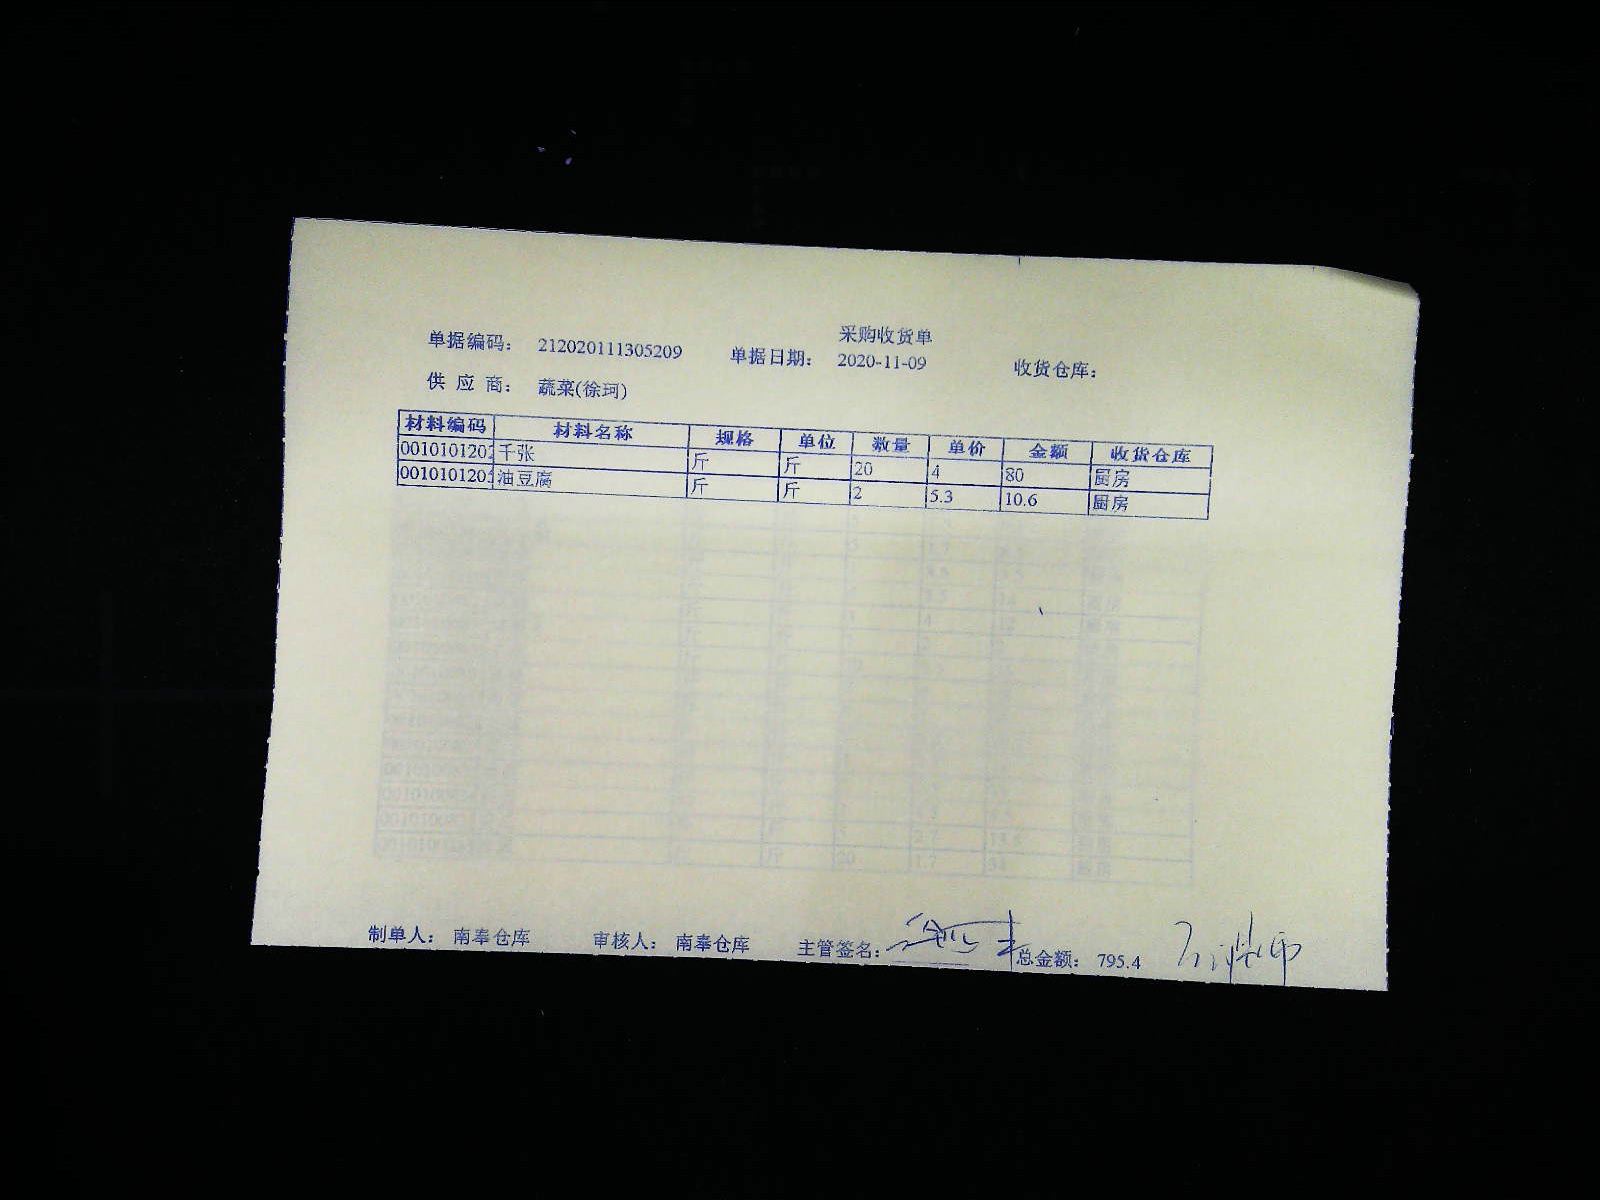 采购收货单
单据编码: 212020111305209 单据日期: 2020-11-09 收货仓库:
供 应 商: 蔬菜(徐珂)
材料编码 材料名称 规格 单位 数量 单价 金额 收货仓库
0010101202 千张 斤 斤 20 4 80 厨房
0010101205 油豆腐 斤 斤 2 5.3 10.6 厨房
制单人: 南奉仓库 审核人: 南奉仓库 主管签名: 总金额: 795.4